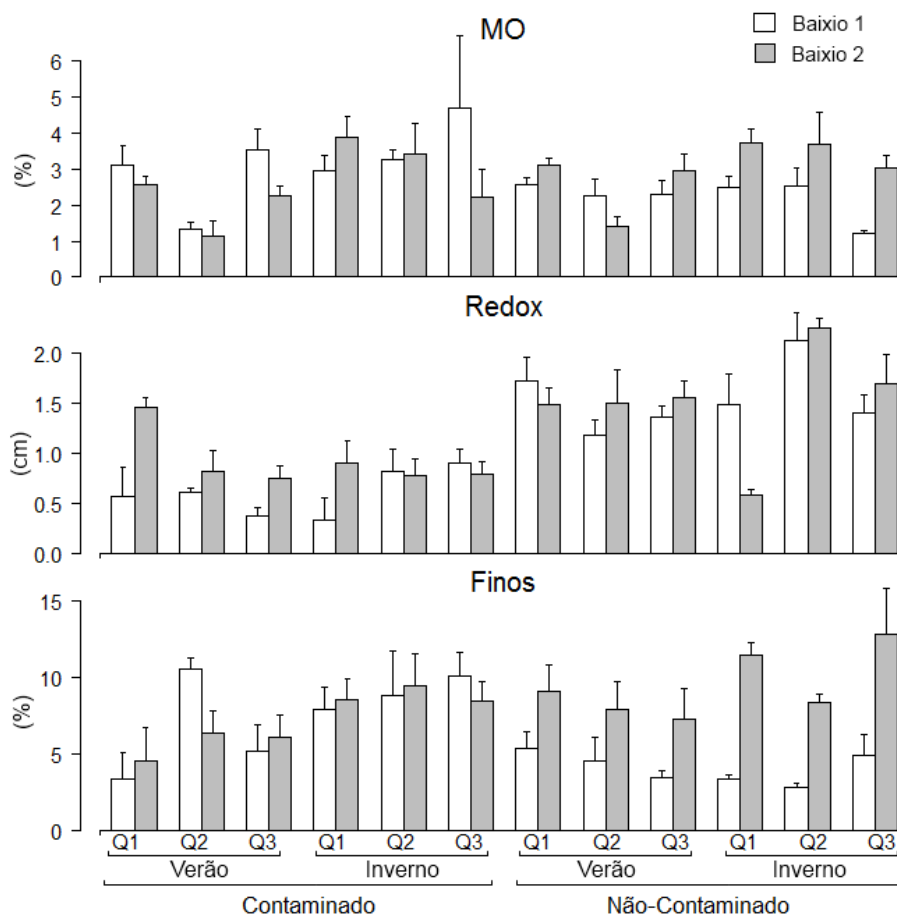 MO
Baixio 1
Baixio 2
6
5
4
3
2
1
0
(%)
Redox
2.0
1.5
1.0
0.5
0.0
(cm)
Finos
15
10
5
0
(%)
Q1 Q2 Q3 Q1 Q2 Q3 Q1 Q2 Q3 Q1 Q2 Q3
Verão Inverno Verão Inverno
Contaminado Não-Contaminado